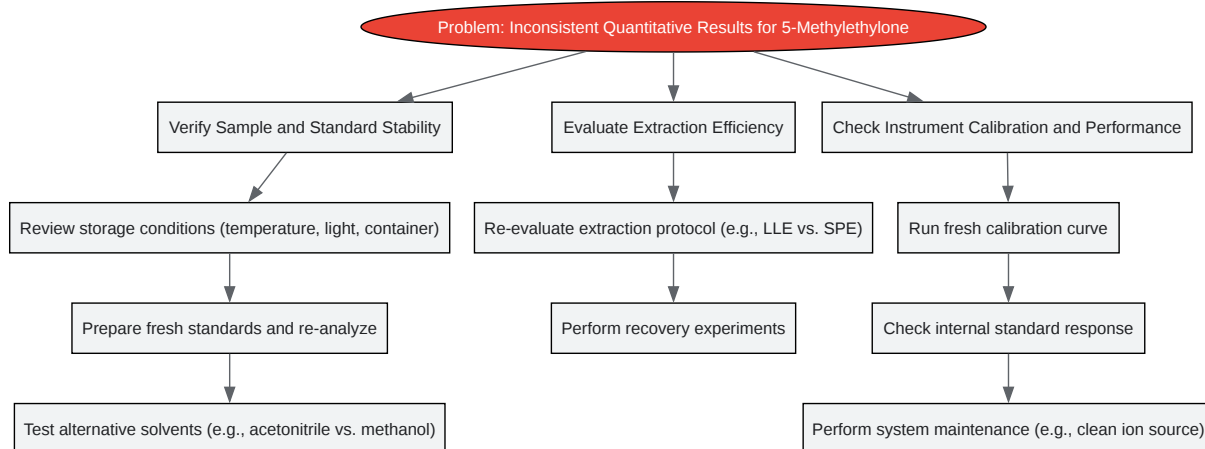 Problem: Inconsistent Quantitative Results for 5-Methylethylone
Verify Sample and Standard Stability
Evaluate Extraction Efficiency
Check Instrument Calibration and Performance
Review storage conditions (temperature, light, container)
Re-evaluate extraction protocol (e.g., LLE vs. SPE)
Run fresh calibration curve
Prepare fresh standards and re-analyze
Perform recovery experiments
Check internal standard response
Test alternative solvents (e.g., acetonitrile vs. methanol)
Perform system maintenance (e.g., clean ion source)